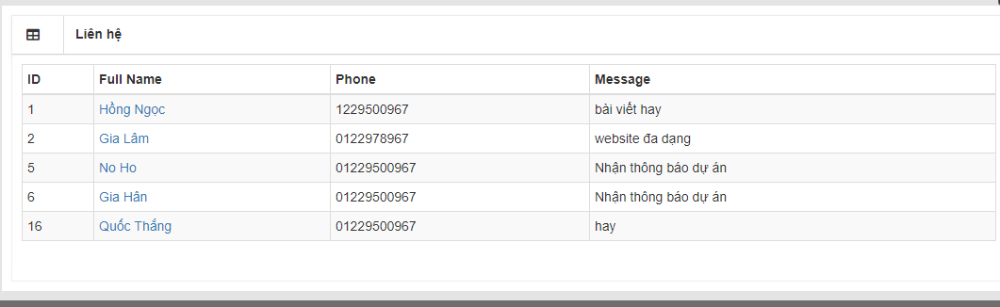 Liên hệ
ID Full Name Phone Message
1 Hồng Ngọc 1229500967 bài viết hay
2 Gia Lâm 0122978967 website đa dạng
5 No Ho 01229500967 Nhận thông báo dự án
6 Gia Hân 01229500967 Nhận thông báo dự án
16 Quốc Thắng 01229500967 hay